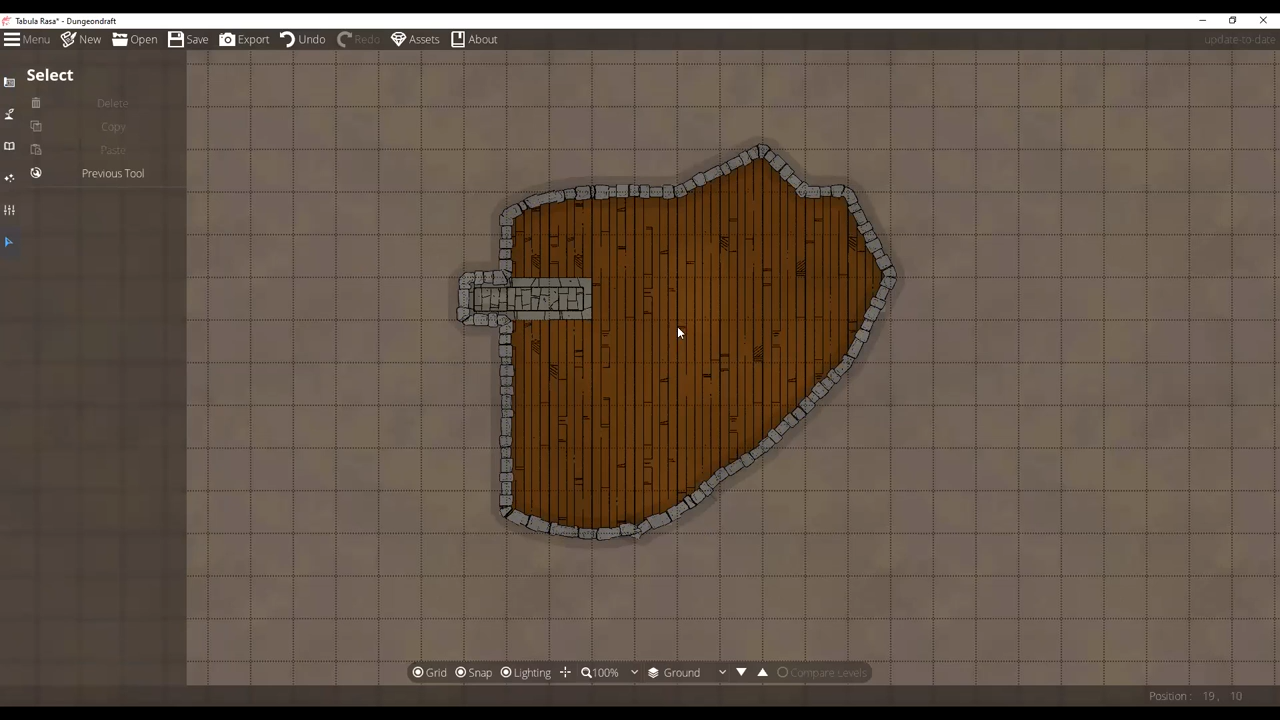 Tabula Rasa* - Dungeondraft
Menu New Open Save Export Undo Redo Assets About update-to-date
Select
Delete
Copy
Paste
Previous Tool
Grid Snap Lighting 100% Ground Compare Levels
Position : 19, 10